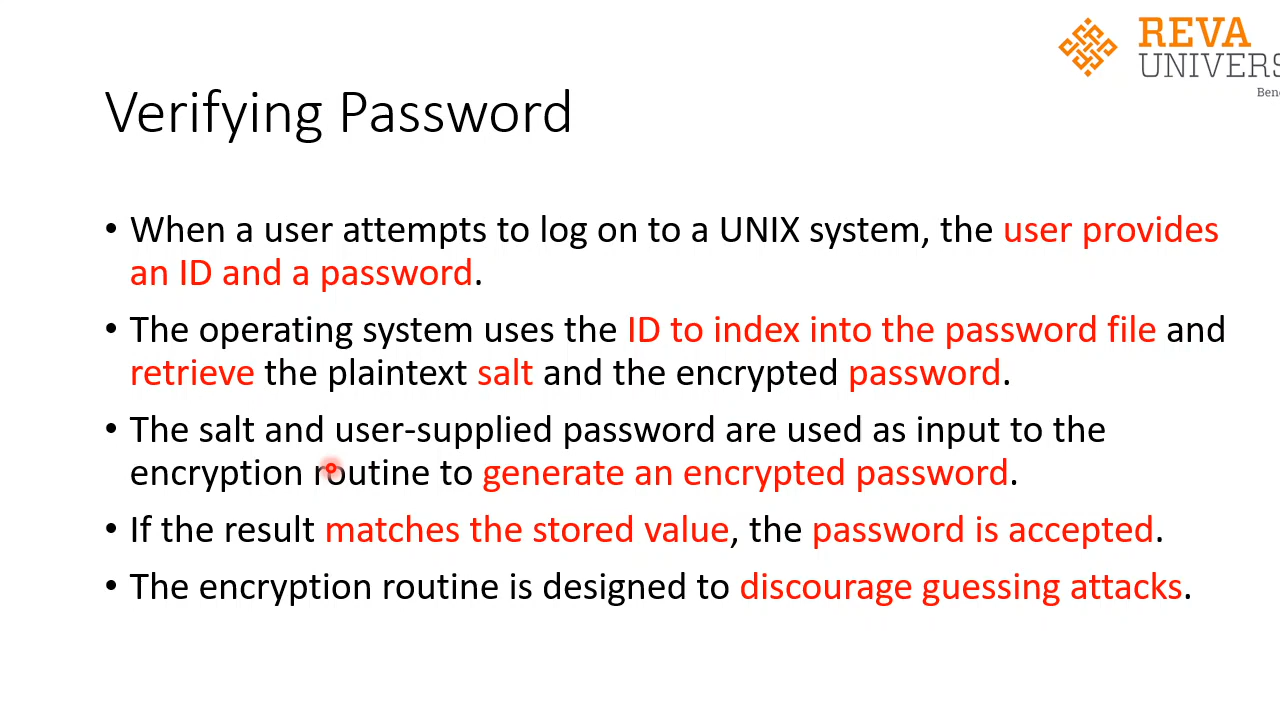 REVA
UNIVERS
Bene
Verifying Password
• When a user attempts to log on to a UNIX system, the user provides
an ID and a password.
• The operating system uses the ID to index into the password file and
retrieve the plaintext salt and the encrypted password.
• The salt and user-supplied password are used as input to the
encryption routine to generate an encrypted password.
• If the result matches the stored value, the password is accepted.
• The encryption routine is designed to discourage guessing attacks.